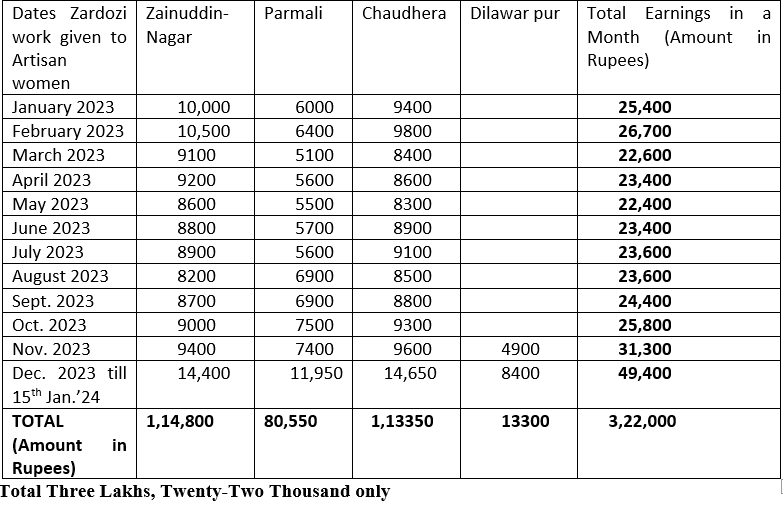 Dates Zardozi work given to Artisan women | Zainuddin-Nagar | Parmali | Chaudhera | Dilawar pur | Total Earnings in a Month (Amount in Rupees)
January 2023 | 10,000 | 6000 | 9400 | | 25,400
February 2023 | 10,500 | 6400 | 9800 | | 26,700
March 2023 | 9100 | 5100 | 8400 | | 22,600
April 2023 | 9200 | 5600 | 8600 | | 23,400
May 2023 | 8600 | 5500 | 8300 | | 22,400
June 2023 | 8800 | 5700 | 8900 | | 23,400
July 2023 | 8900 | 5600 | 9100 | | 23,600
August 2023 | 8200 | 6900 | 8500 | | 23,600
Sept. 2023 | 8700 | 6900 | 8800 | | 24,400
Oct. 2023 | 9000 | 7500 | 9300 | | 25,800
Nov. 2023 | 9400 | 7400 | 9600 | 4900 | 31,300
Dec. 2023 till 15th Jan.’24 | 14,400 | 11,950 | 14,650 | 8400 | 49,400
TOTAL (Amount in Rupees) | 1,14,800 | 80,550 | 1,13350 | 13300 | 3,22,000
Total Three Lakhs, Twenty-Two Thousand only